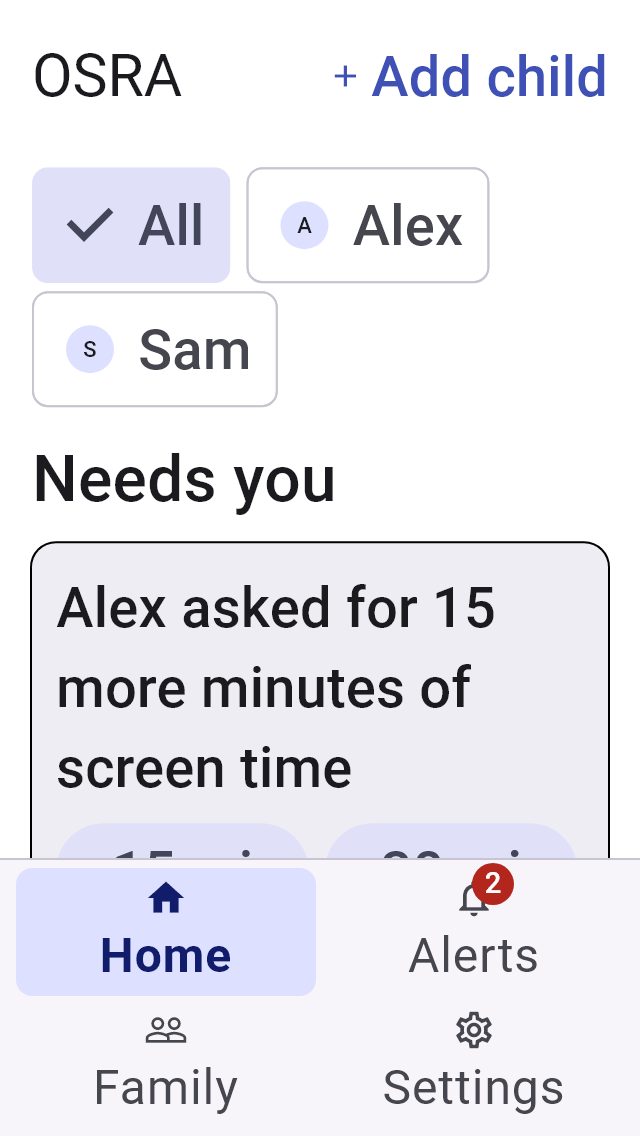 OSRA
+ Add child
All
A Alex
S Sam
Needs you
Alex asked for 15
more minutes of
screen time
2
Home
Alerts
Family
Settings